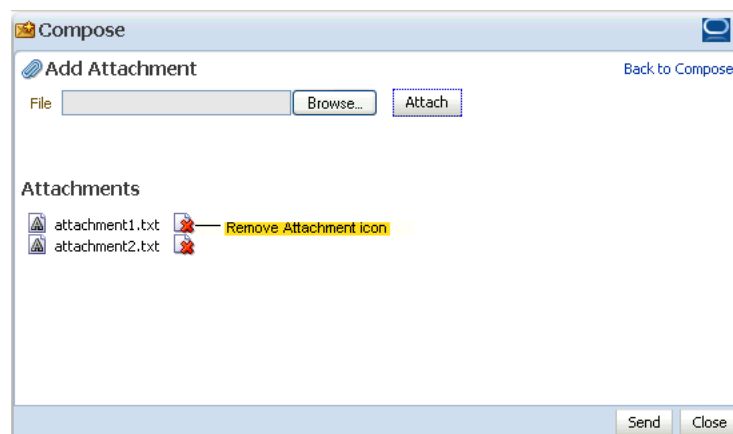 Compose
Add Attachment
Back to Compose
File
Browse...
Attach
Attachments
attachment1.txt
Remove Attachment icon
attachment2.txt
Send
Close